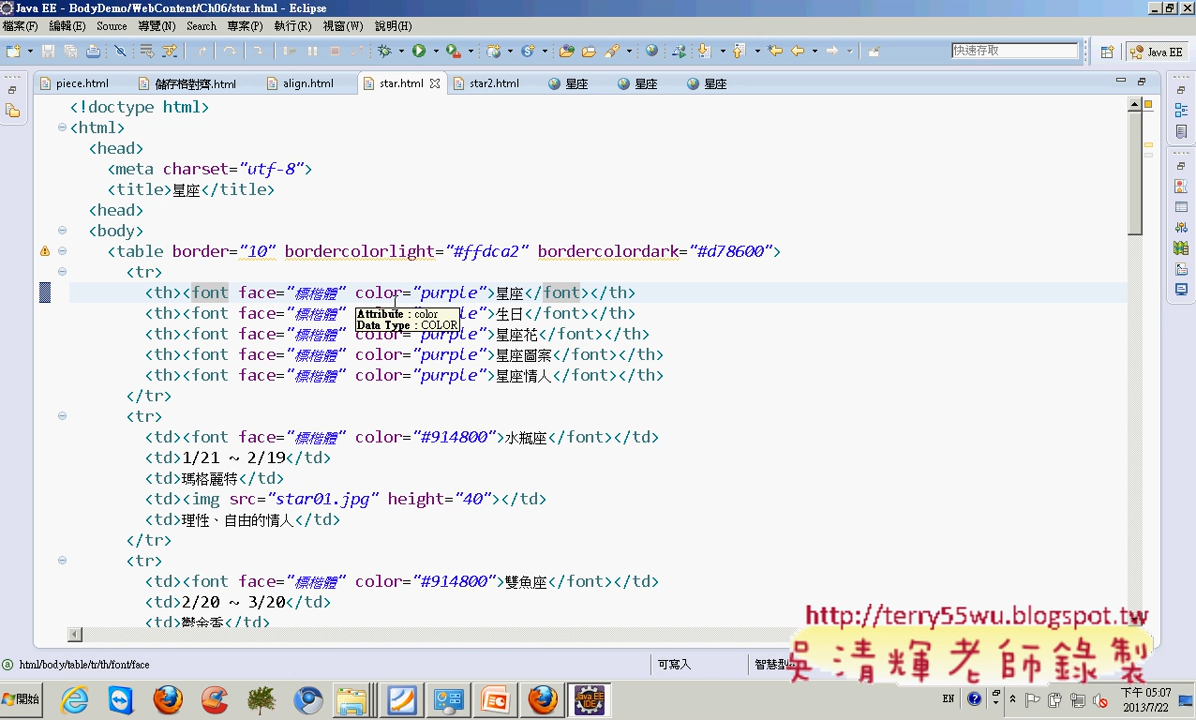 Java EE - BodyDemo/WebContent/Ch06/star.html - Eclipse
檔案(F) 編輯(E) Source 導覽(N) Search 專案(P) 執行(R) 視窗(W) 說明(H)
快速存取 Java EE
piece.html 儲存格對齊.html align.html star.html star2.html 星座 星座 星座
<!doctype html>
<html>
<head>
<meta charset="utf-8">
<title>星座</title>
<head>
<body>
<table border="10" bordercolorlight="#ffdca2" bordercolordark="#d78600">
<tr>
<th><font face="標楷體" color="purple">星座</font></th>
<th><font face="標楷體" color="purple">生日</font></th>
Attribute : color
Data Type : COLOR
<th><font face="標楷體" color="purple">星座花</font></th>
<th><font face="標楷體" color="purple">星座圖案</font></th>
<th><font face="標楷體" color="purple">星座情人</font></th>
</tr>
<tr>
<td><font face="標楷體" color="#914800">水瓶座</font></td>
<td>1/21 ~ 2/19</td>
<td>瑪格麗特</td>
<td><img src="star01.jpg" height="40"></td>
<td>理性、自由的情人</td>
</tr>
<tr>
<td><font face="標楷體" color="#914800">雙魚座</font></td>
<td>2/20 ~ 3/20</td>
<td>鬱金香</td>
http://terry55wu.blogspot.tw
吳清輝老師錄製
html/body/table/tr/th/font/face 可寫入 智慧型
開始 EN 下午 05:07
2013/7/22